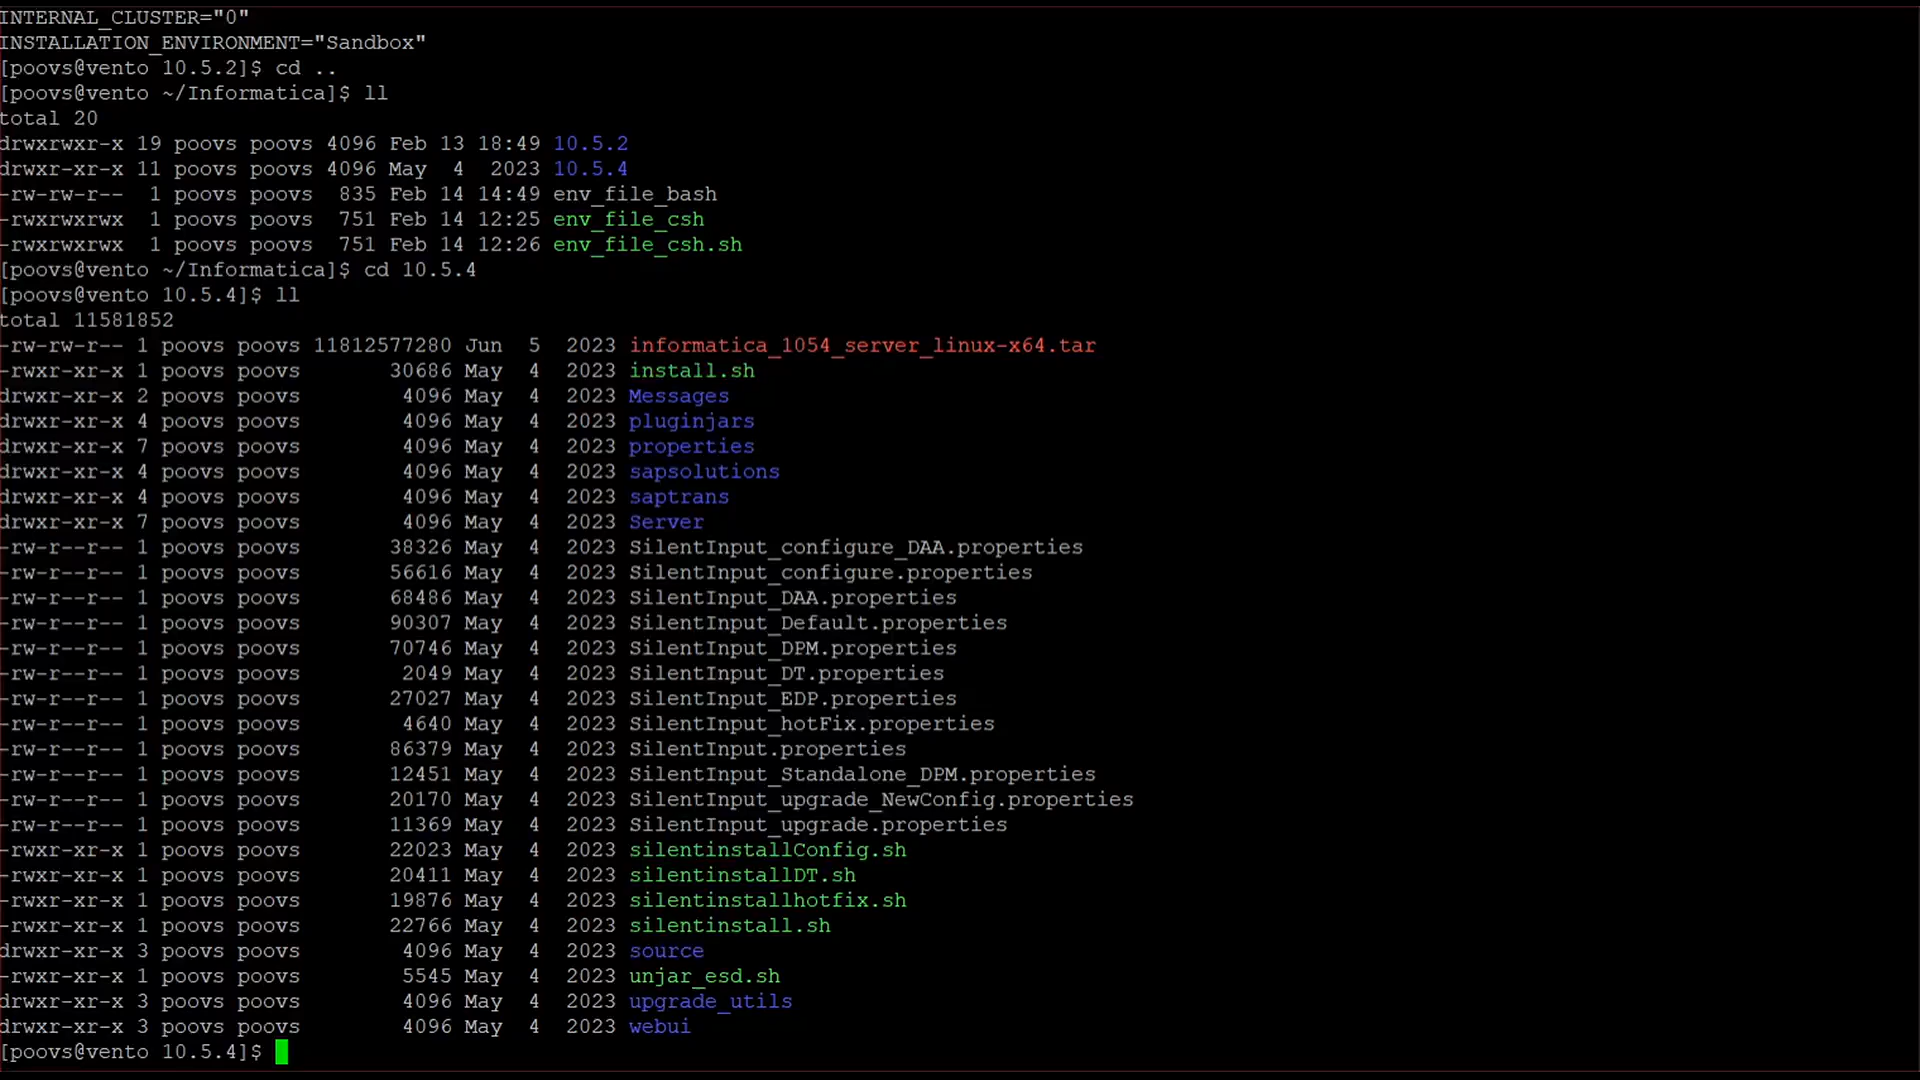 INTERNAL_CLUSTER="0"
INSTALLATION_ENVIRONMENT="Sandbox"
[poovs@vento 10.5.2]$ cd ..
[poovs@vento ~/Informatica]$ ll
total 20
drwxrwxr-x 19 poovs poovs 4096 Feb 13 18:49 10.5.2
drwxr-xr-x 11 poovs poovs 4096 May  4  2023 10.5.4
-rw-rw-r--  1 poovs poovs  835 Feb 14 14:49 env_file_bash
-rwxrwxrwx  1 poovs poovs  751 Feb 14 12:25 env_file_csh
-rwxrwxrwx  1 poovs poovs  751 Feb 14 12:26 env_file_csh.sh
[poovs@vento ~/Informatica]$ cd 10.5.4
[poovs@vento 10.5.4]$ ll
total 11581852
-rw-rw-r-- 1 poovs poovs 11812577280 Jun  5  2023 informatica_1054_server_linux-x64.tar
-rwxr-xr-x 1 poovs poovs       30686 May  4  2023 install.sh
drwxr-xr-x 2 poovs poovs        4096 May  4  2023 Messages
drwxr-xr-x 4 poovs poovs        4096 May  4  2023 pluginjars
drwxr-xr-x 7 poovs poovs        4096 May  4  2023 properties
drwxr-xr-x 4 poovs poovs        4096 May  4  2023 sapsolutions
drwxr-xr-x 4 poovs poovs        4096 May  4  2023 saptrans
drwxr-xr-x 7 poovs poovs        4096 May  4  2023 Server
-rw-r--r-- 1 poovs poovs       38326 May  4  2023 SilentInput_configure_DAA.properties
-rw-r--r-- 1 poovs poovs       56616 May  4  2023 SilentInput_configure.properties
-rw-r--r-- 1 poovs poovs       68486 May  4  2023 SilentInput_DAA.properties
-rw-r--r-- 1 poovs poovs       90307 May  4  2023 SilentInput_Default.properties
-rw-r--r-- 1 poovs poovs       70746 May  4  2023 SilentInput_DPM.properties
-rw-r--r-- 1 poovs poovs        2049 May  4  2023 SilentInput_DT.properties
-rw-r--r-- 1 poovs poovs       27027 May  4  2023 SilentInput_EDP.properties
-rw-r--r-- 1 poovs poovs        4640 May  4  2023 SilentInput_hotFix.properties
-rw-r--r-- 1 poovs poovs       86379 May  4  2023 SilentInput.properties
-rw-r--r-- 1 poovs poovs       12451 May  4  2023 SilentInput_Standalone_DPM.properties
-rw-r--r-- 1 poovs poovs       20170 May  4  2023 SilentInput_upgrade_NewConfig.properties
-rw-r--r-- 1 poovs poovs       11369 May  4  2023 SilentInput_upgrade.properties
-rwxr-xr-x 1 poovs poovs       22023 May  4  2023 silentinstallConfig.sh
-rwxr-xr-x 1 poovs poovs       20411 May  4  2023 silentinstallDT.sh
-rwxr-xr-x 1 poovs poovs       19876 May  4  2023 silentinstallhotfix.sh
-rwxr-xr-x 1 poovs poovs       22766 May  4  2023 silentinstall.sh
drwxr-xr-x 3 poovs poovs        4096 May  4  2023 source
-rwxr-xr-x 1 poovs poovs        5545 May  4  2023 unjar_esd.sh
drwxr-xr-x 3 poovs poovs        4096 May  4  2023 upgrade_utils
drwxr-xr-x 3 poovs poovs        4096 May  4  2023 webui
[poovs@vento 10.5.4]$